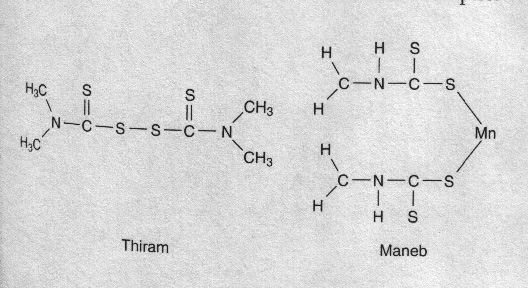 H₃C
S
S
CH₃
N—C—S—S—C—N
H₃C
CH₃
Thiram
H
H
S
C—N—C—S
H
Mn
H
C—N—C—S
H
H
S
Maneb